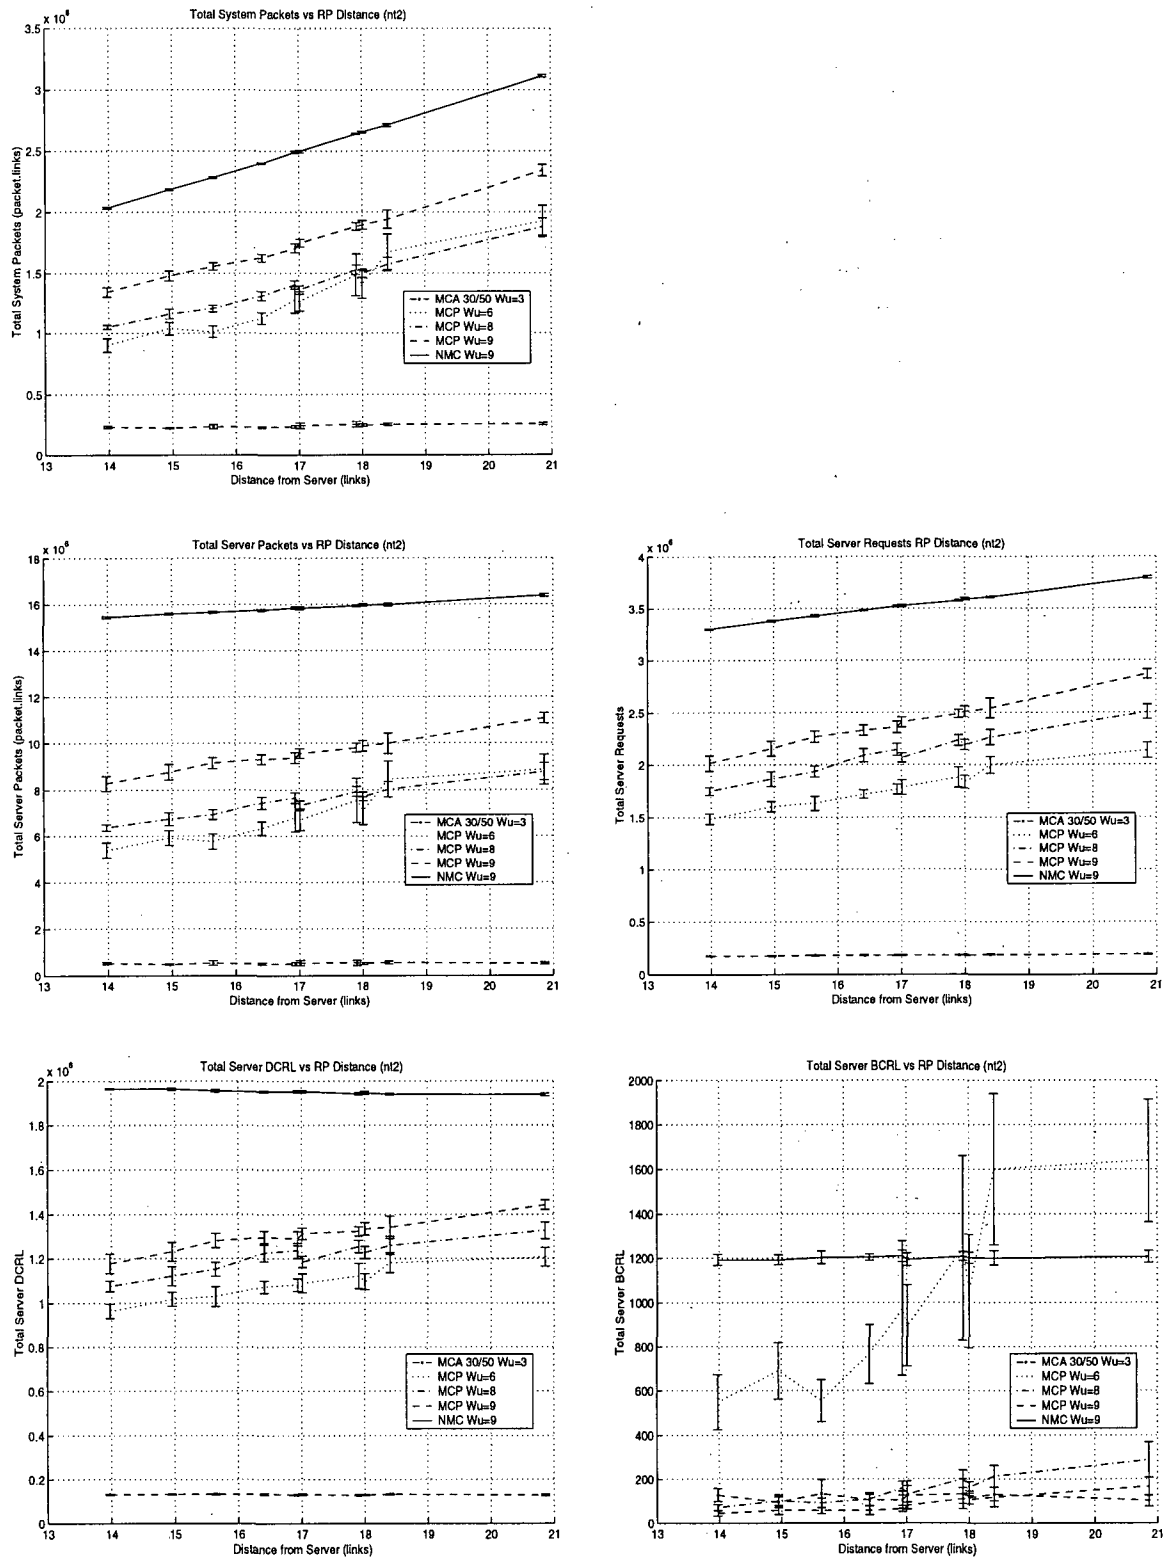 Total System Packets vs RP Distance (nt2)
x 10^6
3.5
3
2.5
2
1.5
1
0.5
0
Total System Packets (packet.links)
MCA 30/50 Wu=3
MCP Wu=6
MCP Wu=8
MCP Wu=9
NMC Wu=9
13 14 15 16 17 18 19 20 21
Distance from Server (links)
Total Server Packets vs RP Distance (nt2)
x 10^6
18
16
14
12
10
8
6
4
2
0
Total Server Packets (packet.links)
MCA 30/50 Wu=3
MCP Wu=6
MCP Wu=8
MCP Wu=9
NMC Wu=9
13 14 15 16 17 18 19 20 21
Distance from Server (links)
Total Server Requests RP Distance (nt2)
x 10^6
4
3.5
3
2.5
2
1.5
1
0.5
0
Total Server Requests
MCA 30/50 Wu=3
MCP Wu=6
MCP Wu=8
MCP Wu=9
NMC Wu=9
13 14 15 16 17 18 19 20 21
Distance from Server (links)
Total Server DCRL vs RP Distance (nt2)
x 10^6
2
1.8
1.6
1.4
1.2
1
0.8
0.6
0.4
0.2
0
Total Server DCRL
MCA 30/50 Wu=3
MCP Wu=6
MCP Wu=8
MCP Wu=9
NMC Wu=9
13 14 15 16 17 18 19 20 21
Distance from Server (links)
Total Server BCRL vs RP Distance (nt2)
2000
1800
1600
1400
1200
1000
800
600
400
200
0
Total Server BCRL
MCA 30/50 Wu=3
MCP Wu=6
MCP Wu=8
MCP Wu=9
NMC Wu=9
13 14 15 16 17 18 19 20 21
Distance from Server (links)